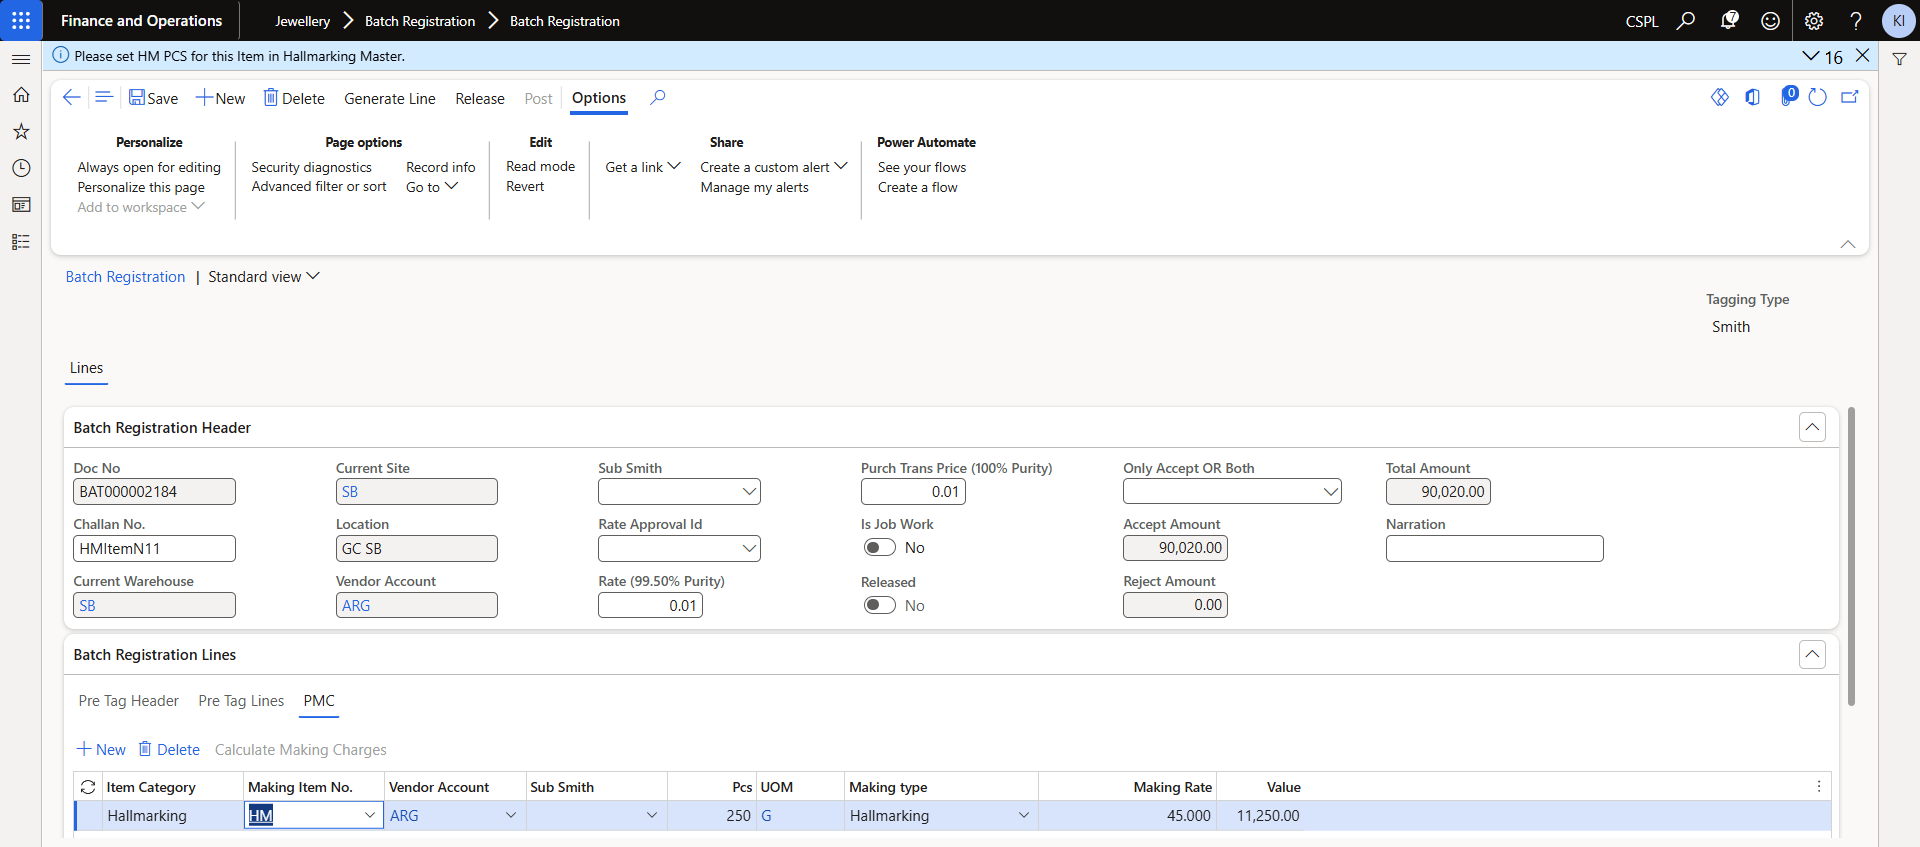 Finance and Operations
Jewellery Batch Registration Batch Registration
CSPL
7
KI
Please set HM PCS for this Item in Hallmarking Master.
16
Save New Delete Generate Line Release Post Options
0
Personalize
Always open for editing
Personalize this page
Add to workspace
Page options
Security diagnostics Record info
Advanced filter or sort Go to
Edit
Read mode
Revert
Share
Get a link Create a custom alert
Manage my alerts
Power Automate
See your flows
Create a flow
Batch Registration | Standard view
Tagging Type
Smith
Lines
Batch Registration Header
Doc No Current Site Sub Smith Purch Trans Price (100% Purity) Only Accept OR Both Total Amount
BAT000002184 SB 0.01 90,020.00
Challan No. Location Rate Approval Id Is Job Work Accept Amount Narration
HMItemN11 GC SB No 90,020.00
Current Warehouse Vendor Account Rate (99.50% Purity) Released Reject Amount
SB ARG 0.01 No 0.00
Batch Registration Lines
Pre Tag Header Pre Tag Lines PMC
New Delete Calculate Making Charges
Item Category Making Item No. Vendor Account Sub Smith Pcs UOM Making type Making Rate Value
Hallmarking HM ARG 250 G Hallmarking 45.000 11,250.00